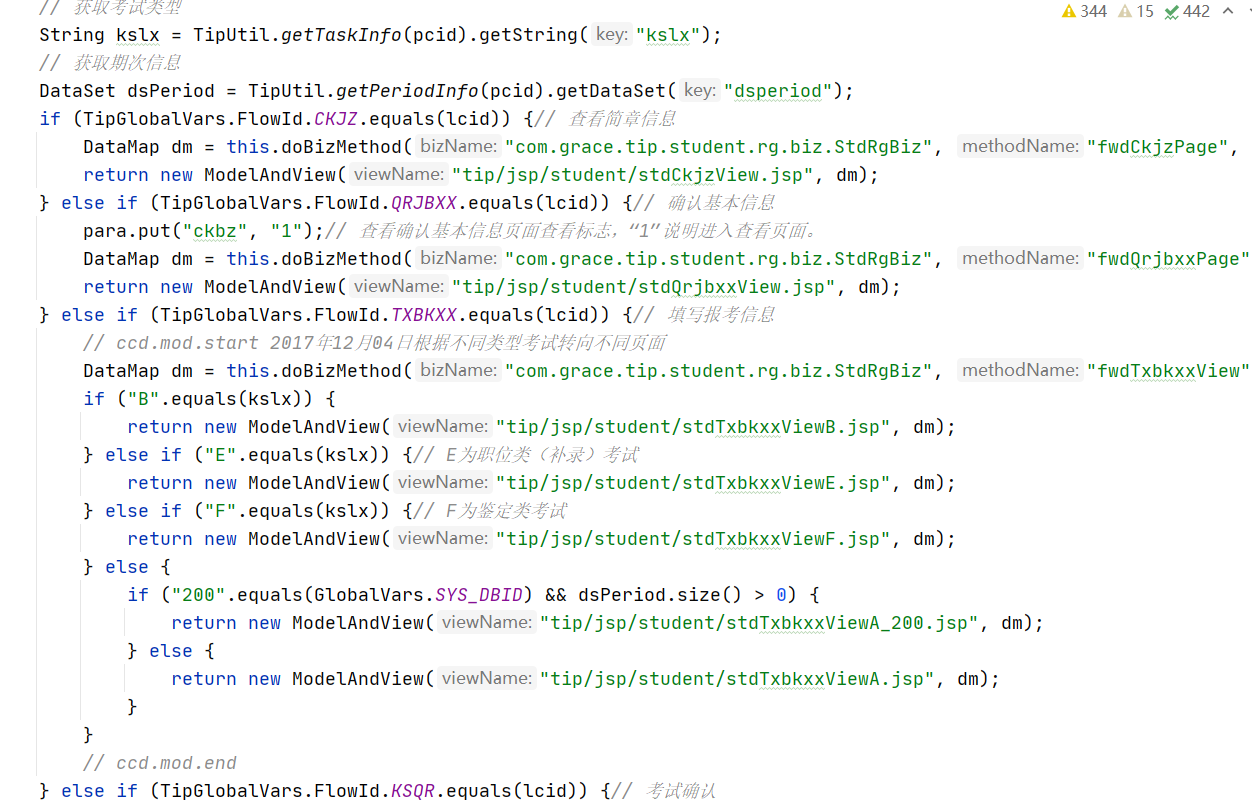 // 获取考试类型
344 15 442
String kslx = TipUtil.getTaskInfo(pcid).getString( key: "kslx");
// 获取期次信息
DataSet dsPeriod = TipUtil.getPeriodInfo(pcid).getDataSet( key: "dsperiod");
if (TipGlobalVars.FlowId.CKJZ.equals(lcid)) {// 查看简章信息
DataMap dm = this.doBizMethod( bizName: "com.grace.tip.student.rg.biz.StdRgBiz", methodName: "fwdCkjzPage",
return new ModelAndView( viewName: "tip/jsp/student/stdCkjzView.jsp", dm);
} else if (TipGlobalVars.FlowId.QRJBXX.equals(lcid)) {// 确认基本信息
para.put("ckbz", "1");// 查看确认基本信息页面查看标志，“1”说明进入查看页面。
DataMap dm = this.doBizMethod( bizName: "com.grace.tip.student.rg.biz.StdRgBiz", methodName: "fwdQrjbxxPage"
return new ModelAndView( viewName: "tip/jsp/student/stdQrjbxxView.jsp", dm);
} else if (TipGlobalVars.FlowId.TXBKXX.equals(lcid)) {// 填写报考信息
// ccd.mod.start 2017年12月04日根据不同类型考试转向不同页面
DataMap dm = this.doBizMethod( bizName: "com.grace.tip.student.rg.biz.StdRgBiz", methodName: "fwdTxbkxxView"
if ("B".equals(kslx)) {
return new ModelAndView( viewName: "tip/jsp/student/stdTxbkxxViewB.jsp", dm);
} else if ("E".equals(kslx)) {// E为职位类（补录）考试
return new ModelAndView( viewName: "tip/jsp/student/stdTxbkxxViewE.jsp", dm);
} else if ("F".equals(kslx)) {// F为鉴定类考试
return new ModelAndView( viewName: "tip/jsp/student/stdTxbkxxViewF.jsp", dm);
} else {
if ("200".equals(GlobalVars.SYS_DBID) && dsPeriod.size() > 0) {
return new ModelAndView( viewName: "tip/jsp/student/stdTxbkxxViewA_200.jsp", dm);
} else {
return new ModelAndView( viewName: "tip/jsp/student/stdTxbkxxViewA.jsp", dm);
}
}
// ccd.mod.end
} else if (TipGlobalVars.FlowId.KSQR.equals(lcid)) {// 考试确认